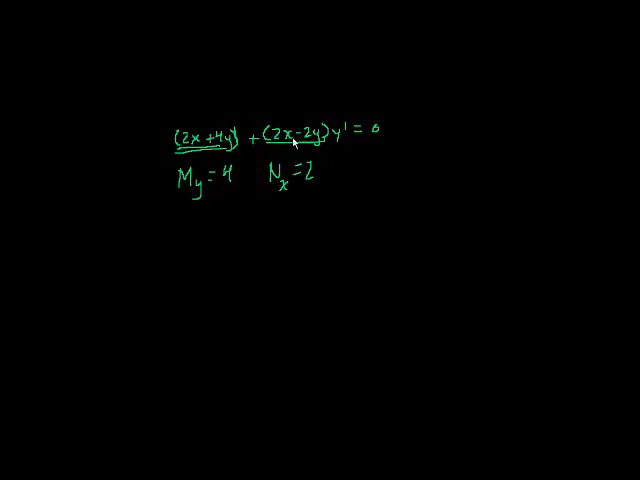 (2x+4y) + (2x-2y)y' = 0
My = 4 Nx = 2